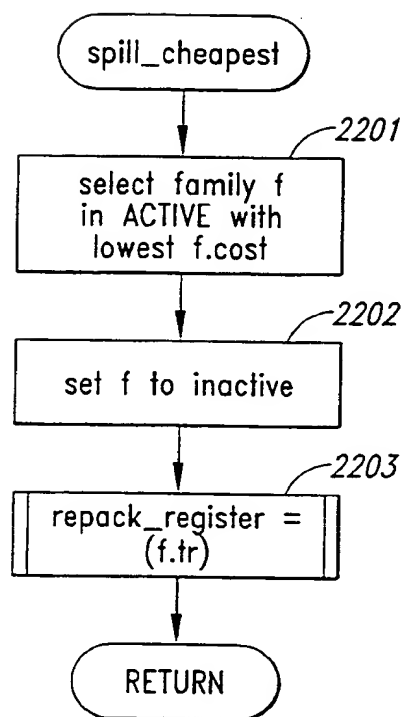 spill_cheapest
2201
select family f
in ACTIVE with
lowest f.cost
2202
set f to inactive
2203
repack_register =
(f.tr)
RETURN